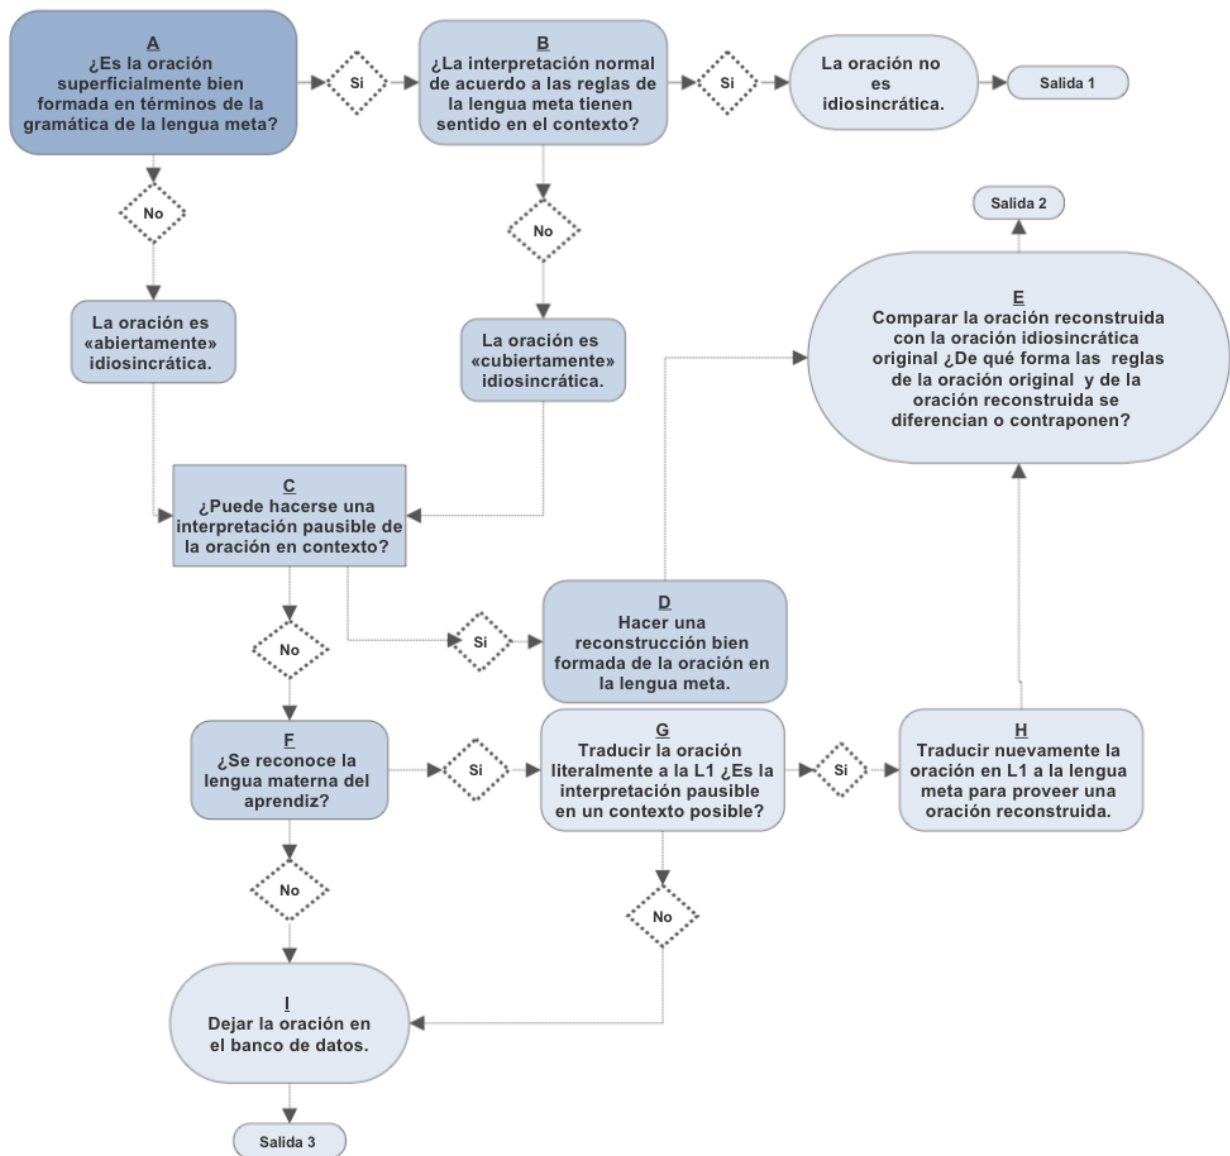 A
¿Es la oración
superficialmente bien
formada en términos de la
gramática de la lengua meta?
Si
B
¿La interpretación normal
de acuerdo a las reglas de
la lengua meta tienen
sentido en el contexto?
Si
La oración no
es
idiosincrática.
Salida 1
No
No
Salida 2
La oración es
«abiertamente»
idiosincrática.
La oración es
«cubiertamente»
idiosincrática.
E
Comparar la oración reconstruida
con la oración idiosincrática
original ¿De qué forma las reglas
de la oración original y de la
oración reconstruida se
diferencian o contraponen?
C
¿Puede hacerse una
interpretación pausible de
la oración en contexto?
No
Si
D
Hacer una
reconstrucción bien
formada de la oración en
la lengua meta.
F
¿Se reconoce la
lengua materna del
aprendiz?
Si
G
Traducir la oración
literalmente a la L1 ¿Es la
interpretación pausible
en un contexto posible?
Si
H
Traducir nuevamente la
oración en L1 a la lengua
meta para proveer una
oración reconstruida.
No
No
I
Dejar la oración en
el banco de datos.
Salida 3